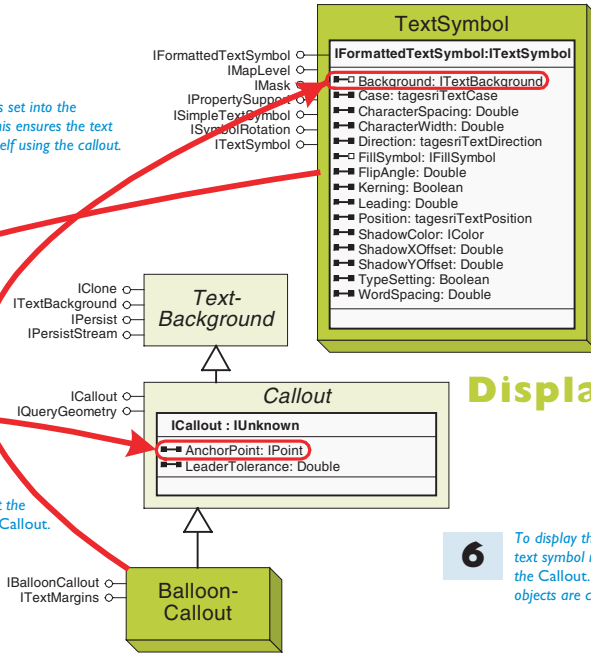 TextSymbol
IFormattedTextSymbol
IMapLevel
IMask
IPropertySupport
ISimpleTextSymbol
ISymbolRotation
ITextSymbol
IFormattedTextSymbol:ITextSymbol
Background: ITextBackground
Case: tagesriTextCase
CharacterSpacing: Double
CharacterWidth: Double
Direction: tagesriTextDirection
FillSymbol: IFillSymbol
FlipAngle: Double
Kerning: Boolean
Leading: Double
Position: tagesriTextPosition
ShadowColor: IColor
ShadowXOffset: Double
ShadowYOffset: Double
TypeSetting: Boolean
WordSpacing: Double
set into the
ensures the text
using the callout.
IClone
ITextBackground
IPersist
IPersistStream
Text-
Background
ICallout
IQueryGeometry
Callout
ICallout : IUnknown
AnchorPoint: IPoint
LeaderTolerance: Double
the
Callout.
IBalloonCallout
ITextMargins
Balloon-
Callout
6
To display
text symbol
the Callout.
objects are